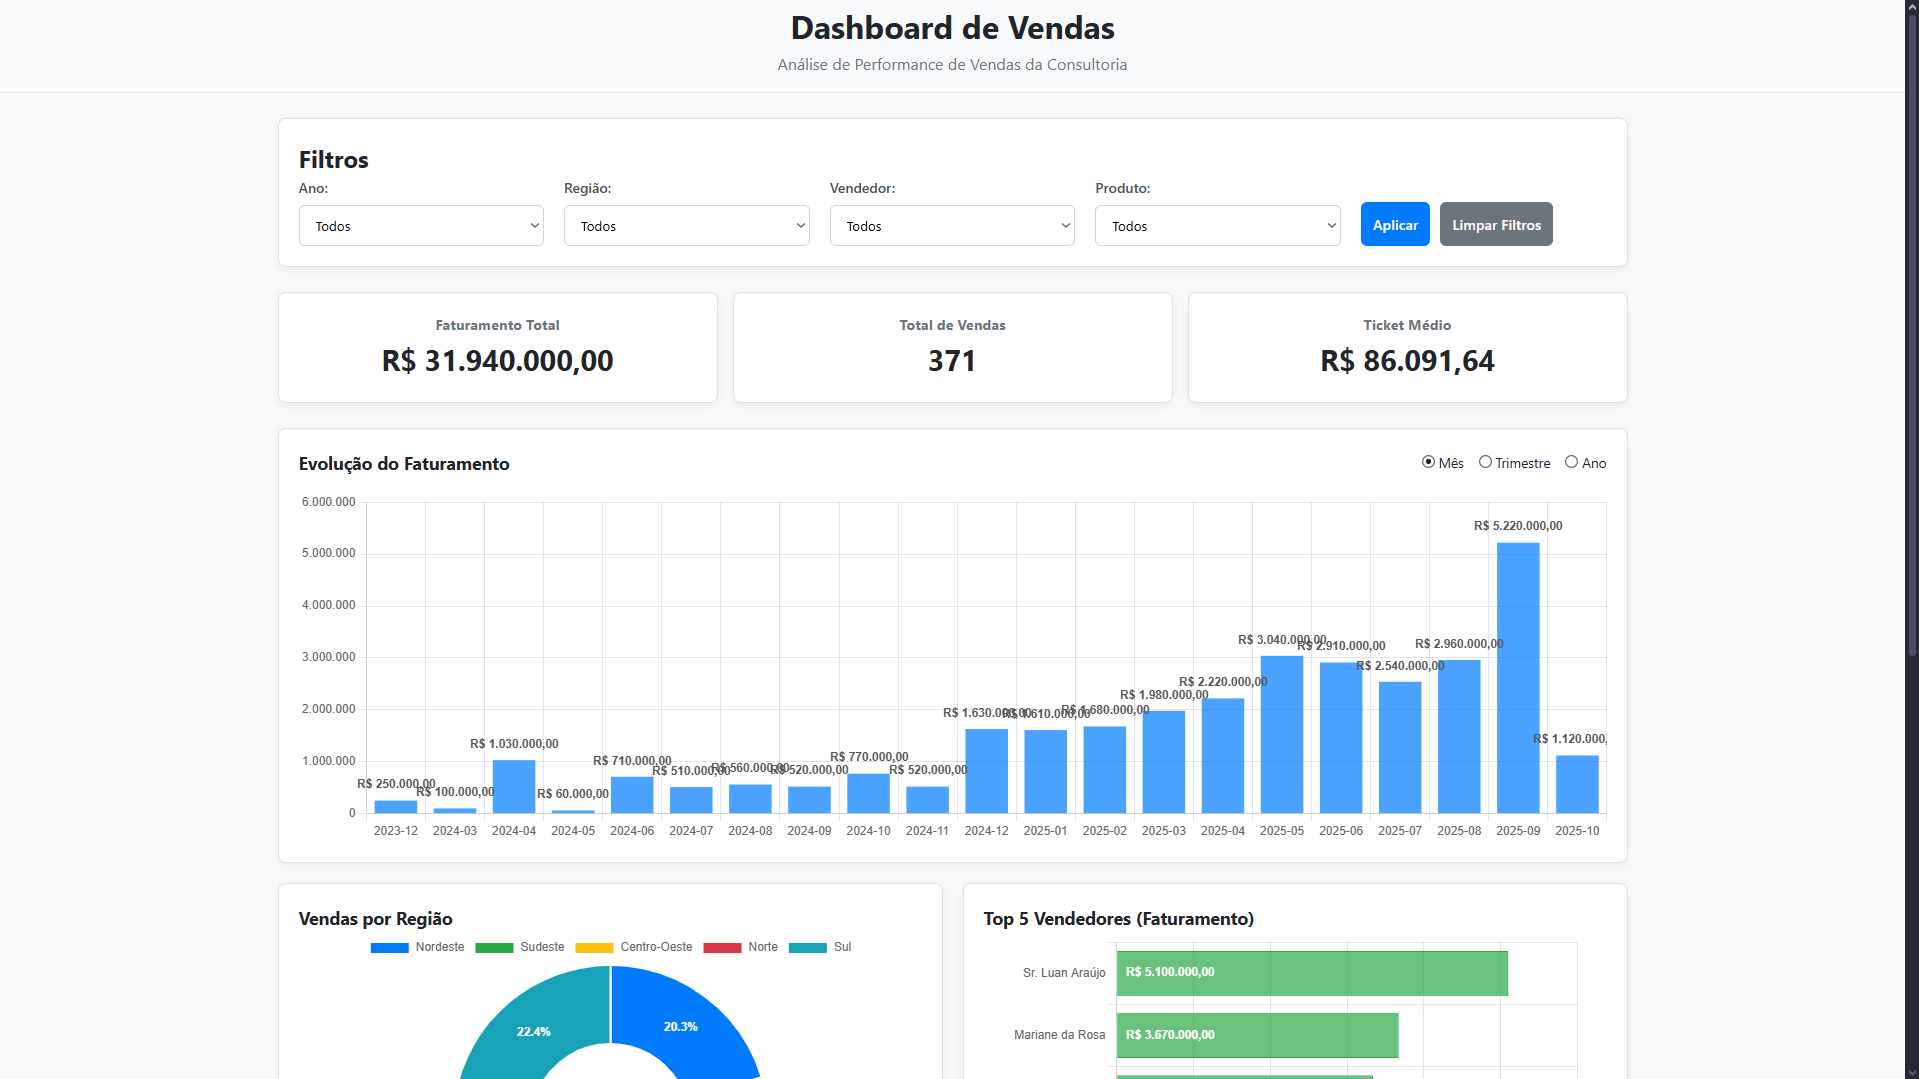 Dashboard de Vendas
Análise de Performance de Vendas da Consultoria
Filtros
Ano: Região: Vendedor: Produto:
Todos Todos Todos Todos Aplicar Limpar Filtros
Faturamento Total Total de Vendas Ticket Médio
R$ 31.940.000,00 371 R$ 86.091,64
Evolução do Faturamento Mês Trimestre Ano
6.000.000
R$ 5.220.000,00
5.000.000
4.000.000
R$ 3.040.000,00 R$ 2.910.000,00 R$ 2.960.000,00
3.000.000
R$ 2.540.000,00
R$ 2.220.000,00
R$ 1.980.000,00
2.000.000
R$ 1.630.000,00 R$ 1.610.000,00 R$ 1.680.000,00
R$ 1.030.000,00 R$ 1.120.000,
1.000.000
R$ 710.000,00 R$ 510.000,00 R$ 560.000,00 R$ 520.000,00 R$ 770.000,00 R$ 520.000,00
R$ 250.000,00 R$ 100.000,00 R$ 60.000,00
0
2023-12 2024-03 2024-04 2024-05 2024-06 2024-07 2024-08 2024-09 2024-10 2024-11 2024-12 2025-01 2025-02 2025-03 2025-04 2025-05 2025-06 2025-07 2025-08 2025-09 2025-10
Vendas por Região
Nordeste Sudeste Centro-Oeste Norte Sul
22.4% 20.3%
Top 5 Vendedores (Faturamento)
Sr. Luan Araújo R$ 5.100.000,00
Mariane da Rosa R$ 3.670.000,00